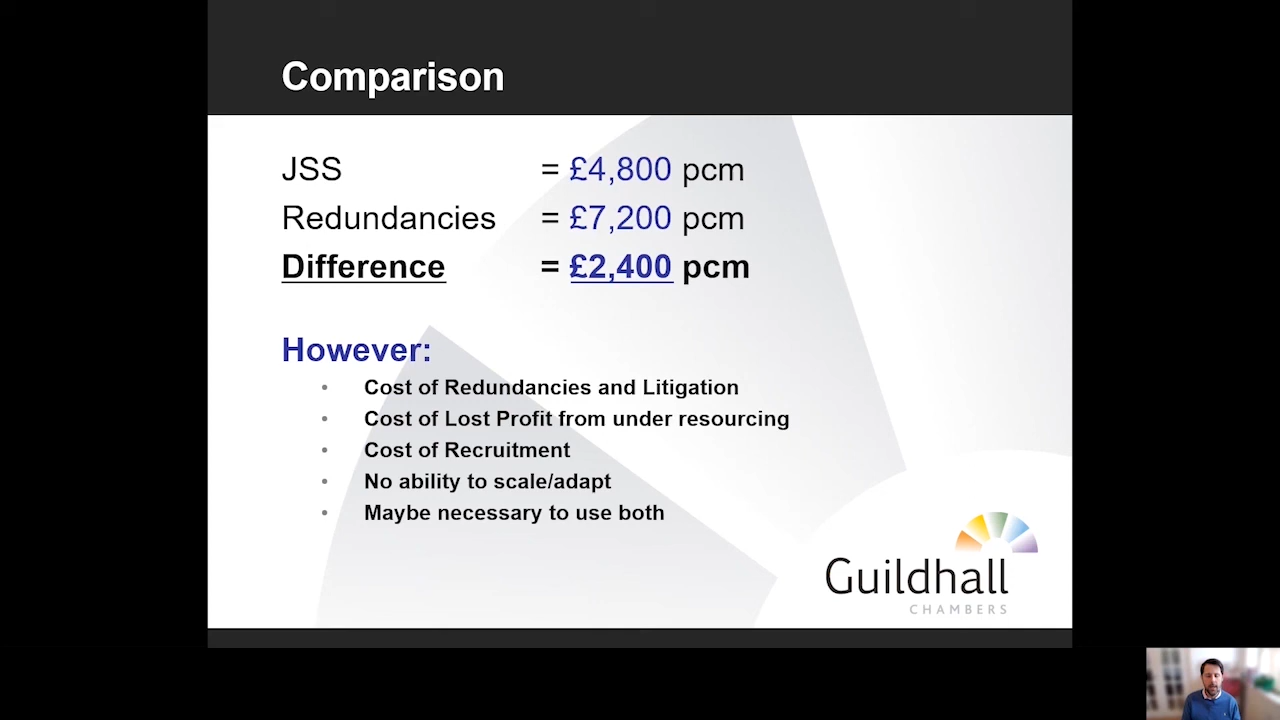 Comparison
JSS = £4,800 pcm
Redundancies = £7,200 pcm
Difference = £2,400 pcm
However:
• Cost of Redundancies and Litigation
• Cost of Lost Profit from under resourcing
• Cost of Recruitment
• No ability to scale/adapt
• Maybe necessary to use both
Guildhall
CHAMBERS